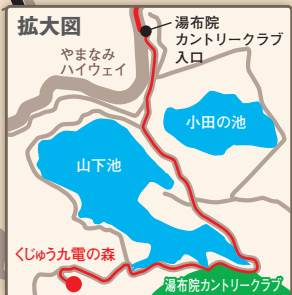 拡大図
湯布院
カントリークラブ
入口
やまなみ
ハイウェイ
小田の池
山下池
くじゅう九電の森
湯布院カントリークラブ